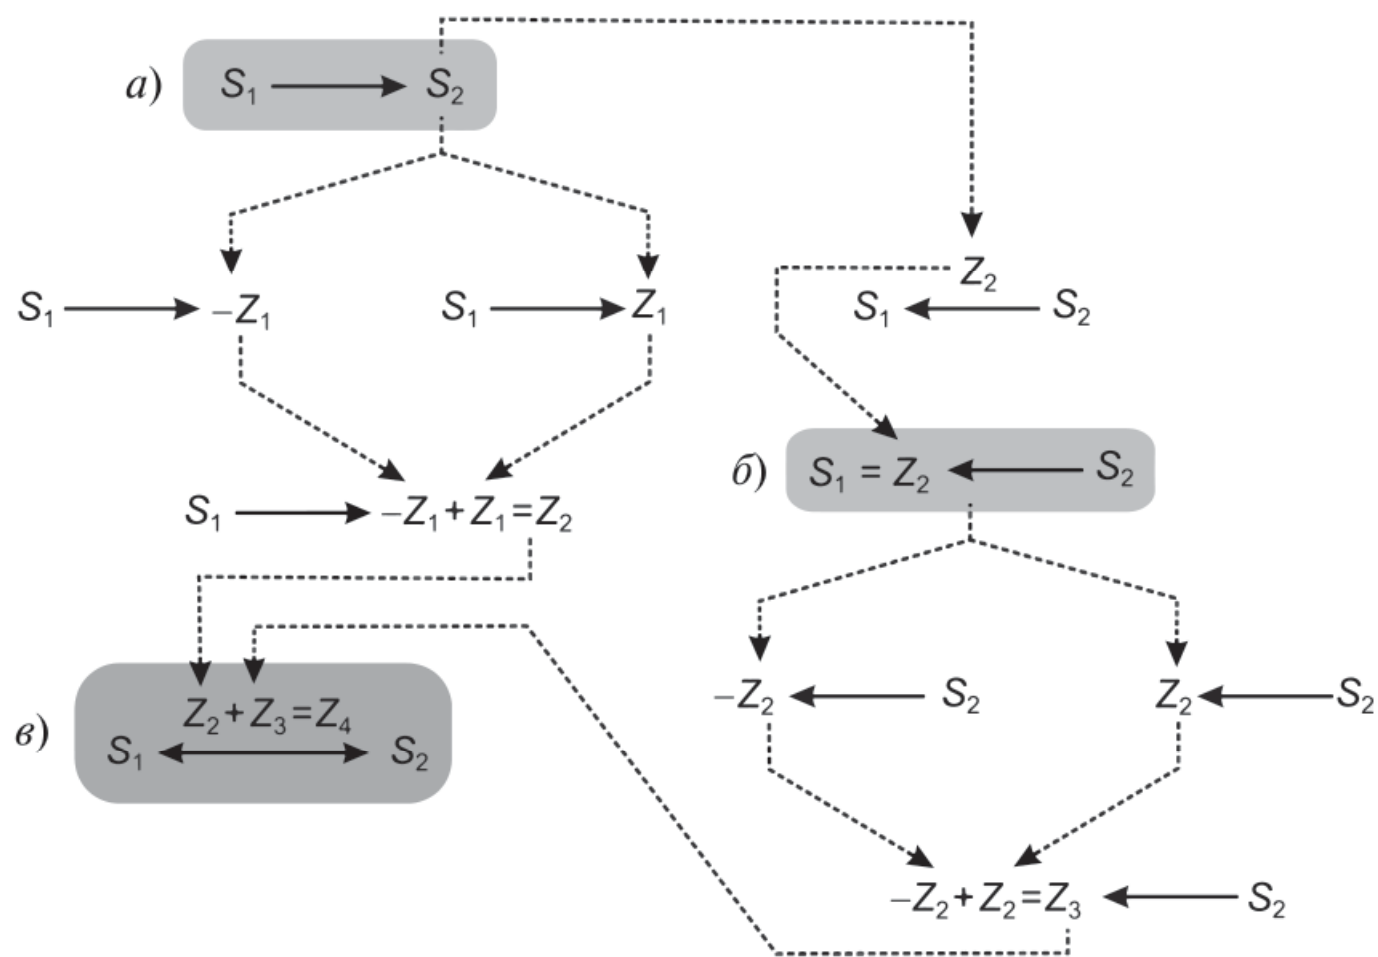 а) S₁ S₂
Z₂
S₁ −Z₁ S₁ Z₁ S₁ S₂
б) S₁ = Z₂ S₂
S₁ −Z₁+Z₁=Z₂
−Z₂ S₂ Z₂ S₂
Z₂+Z₃=Z₄
в) S₁ S₂
−Z₂+Z₂=Z₃ S₂